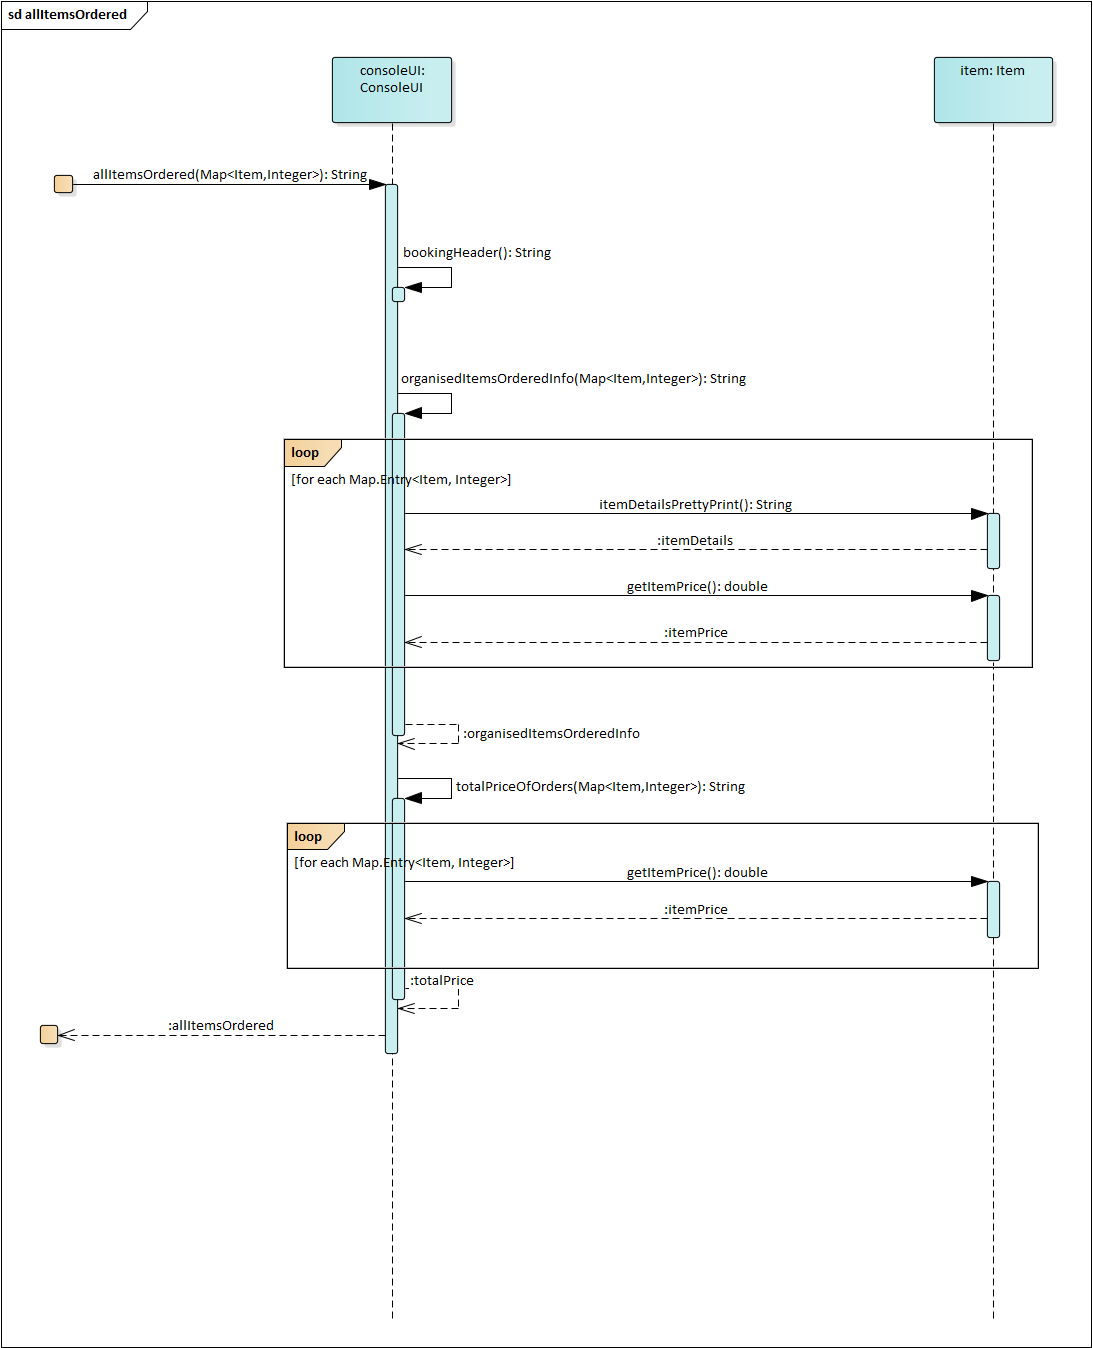 sd allItemsOrdered
consoleUI:
ConsoleUI
item: Item
allItemsOrdered(Map<Item,Integer>): String
bookingHeader(): String
organisedItemsOrderedInfo(Map<Item,Integer>): String
loop
[for each Map.Entry<Item, Integer>]
itemDetailsPrettyPrint(): String
:itemDetails
getItemPrice(): double
:itemPrice
:organisedItemsOrderedInfo
totalPriceOfOrders(Map<Item,Integer>): String
loop
[for each Map.Entry<Item, Integer>]
getItemPrice(): double
:itemPrice
:totalPrice
:allItemsOrdered